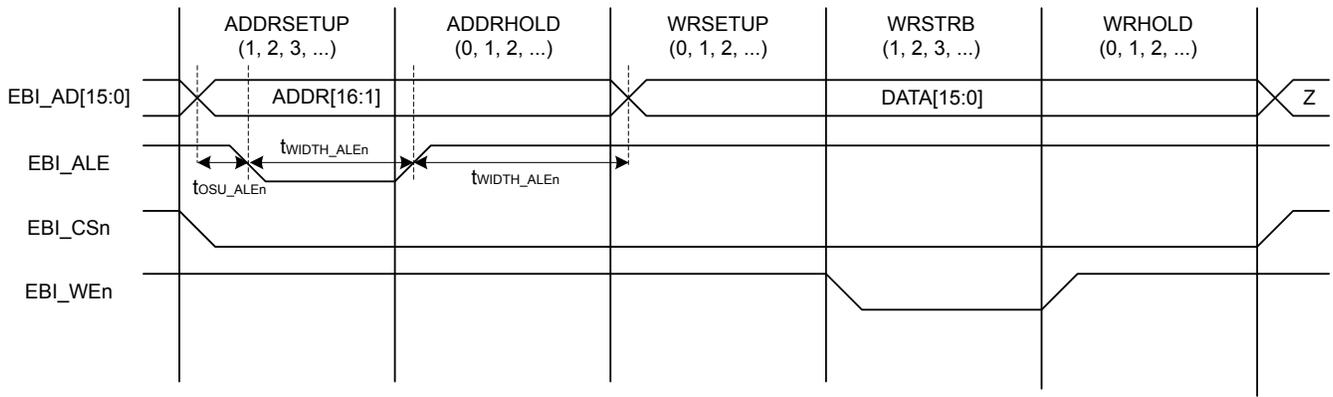 ADDRSETUP
(1, 2, 3, ...)
ADDRHOLD
(0, 1, 2, ...)
WRSETUP
(0, 1, 2, ...)
WRSTRB
(1, 2, 3, ...)
WRHOLD
(0, 1, 2, ...)
EBI_AD[15:0]
ADDR[16:1]
DATA[15:0]
Z
EBI_ALE
tWIDTH_ALEn
tWIDTH_ALEn
tOSU_ALEn
EBI_CSn
EBI_WEn